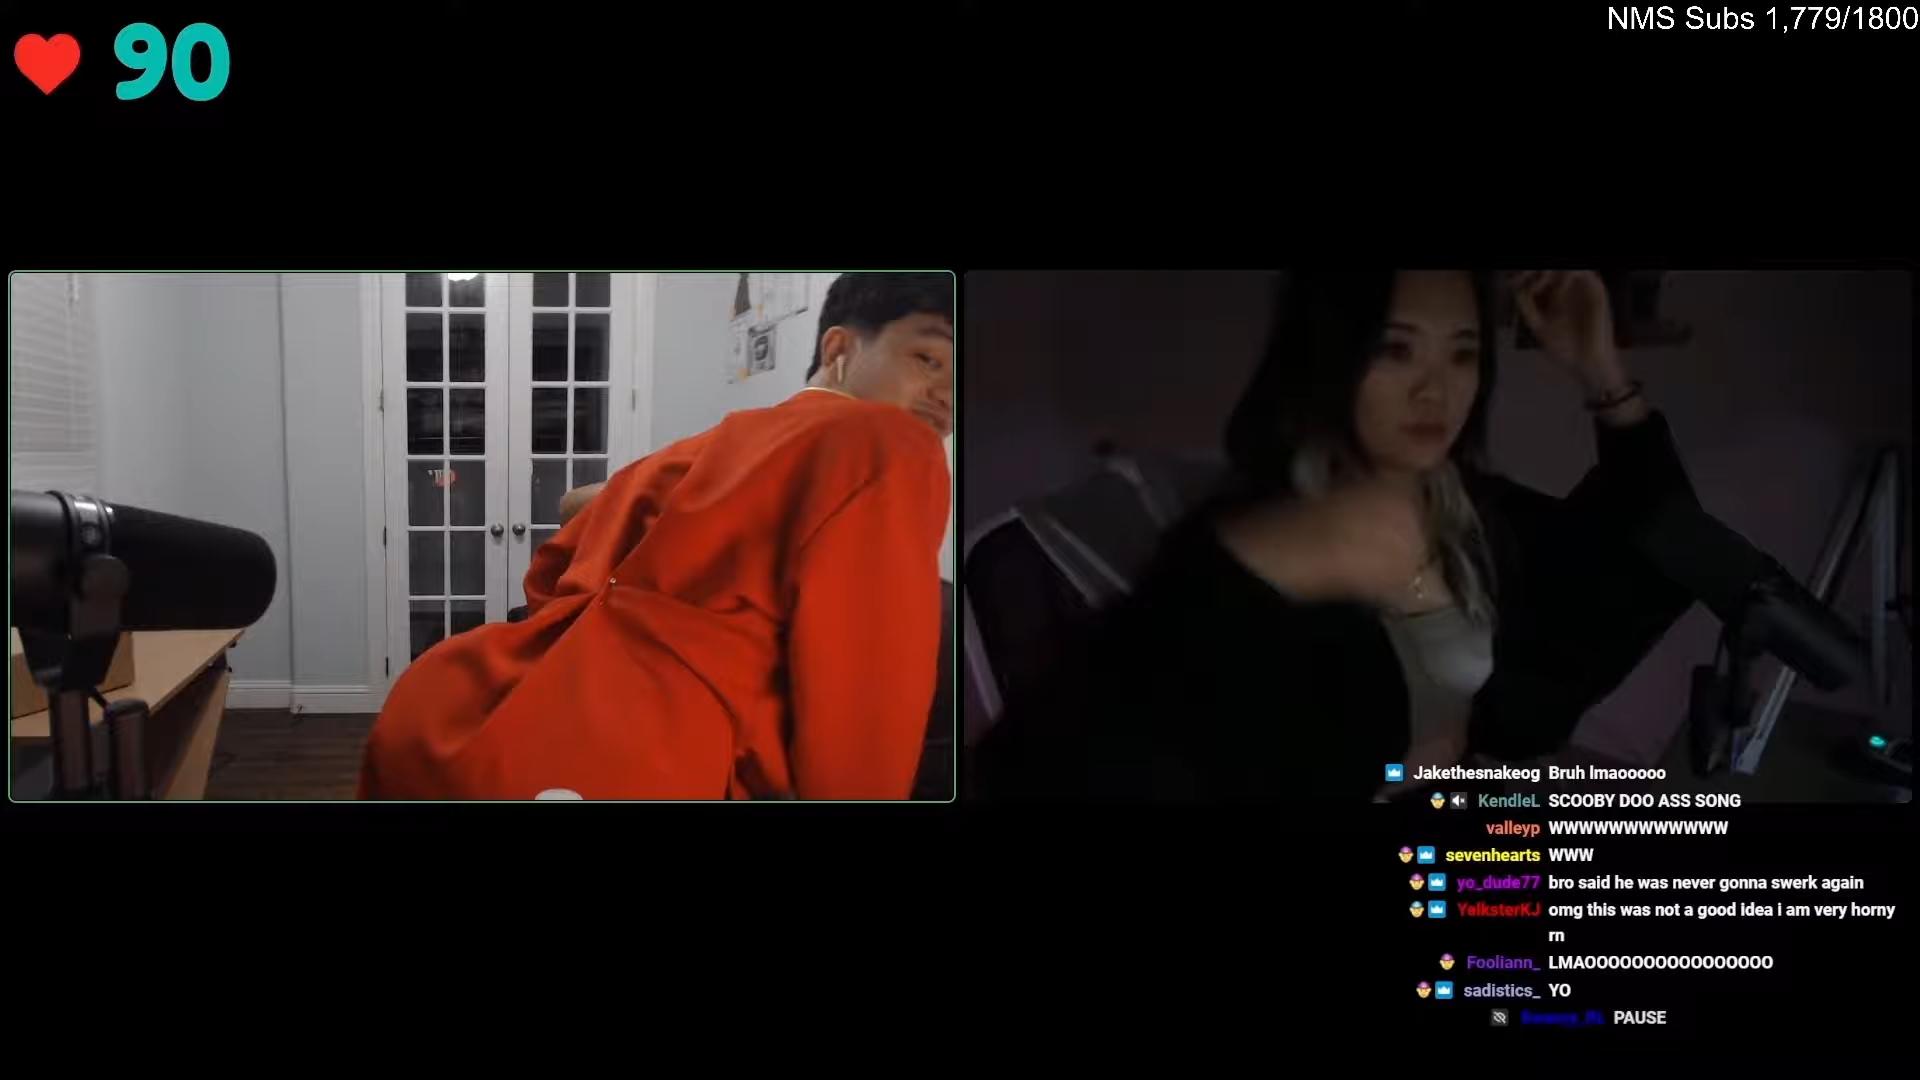 90
NMS Subs 1,779/1800
Jakethesnakeog Bruh lmaooooo
KendleL SCOOBY DOO ASS SONG
valleyp WWWWWWWWWWWW
sevenhearts WWW
yo_dude77 bro said he was never gonna swerk again
YelksterKJ omg this was not a good idea i am very horny
rn
Fooliann_ LMAOOOOOOOOOOOOOOOO
sadistics_ YO
PAUSE